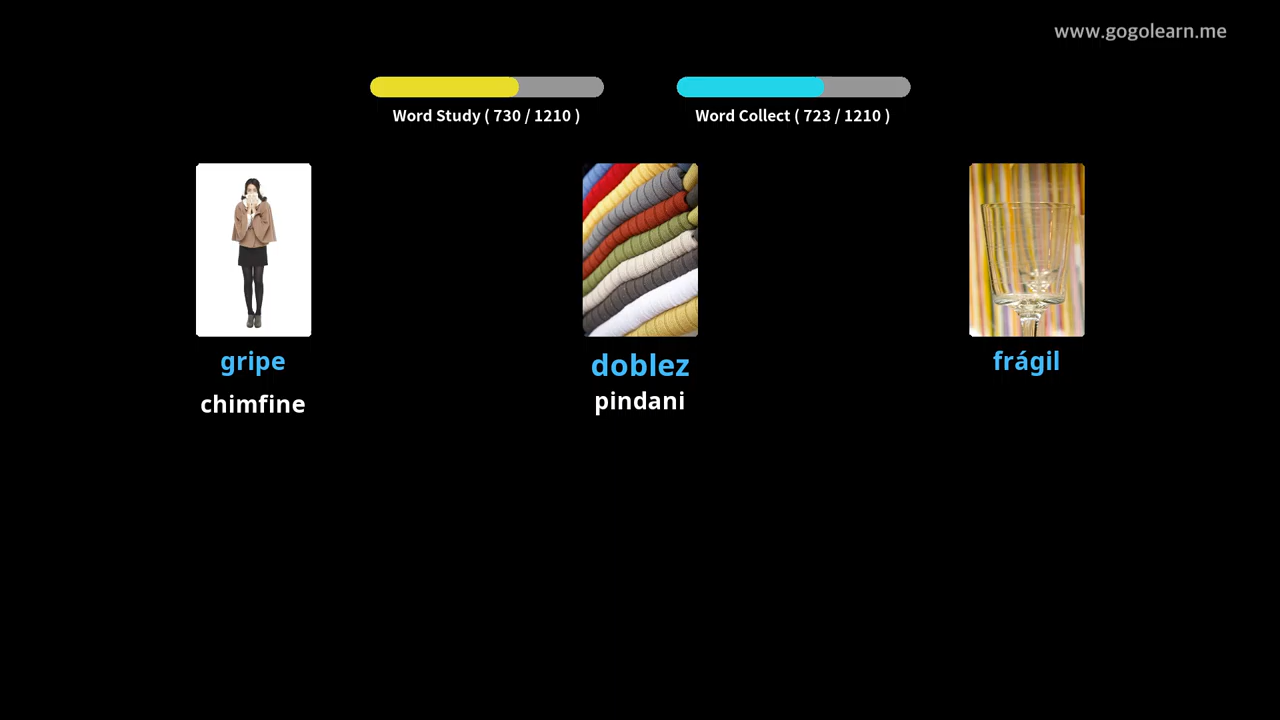 www.gogolearn.me
Word Study ( 730 / 1210 )
Word Collect ( 723 / 1210 )
gripe
doblez
frágil
chimfine
pindani